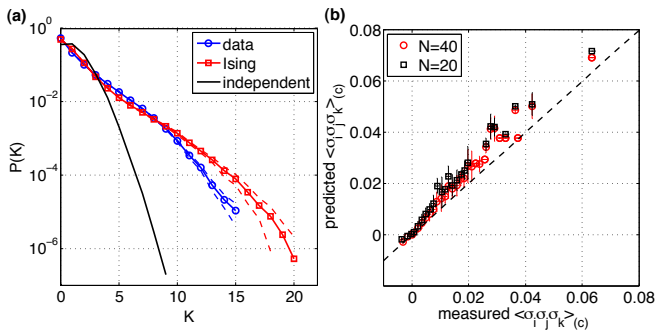 (a)
10^0
data
Ising
independent
10^-2
P(K)
10^-4
10^-6
0 5 10 15 20
K
(b)
0.08
N=40
N=20
0.06
0.04
0.02
0
predicted <σ_iσ_jσ_k>_(c)
0 0.02 0.04 0.06 0.08
measured <σ_iσ_jσ_k>_(c)